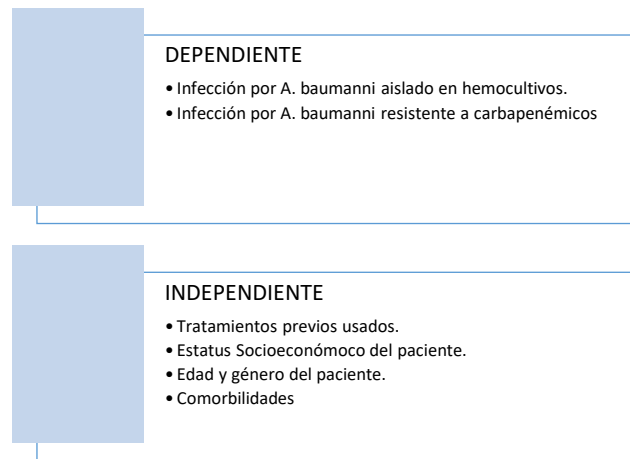 DEPENDIENTE
• Infección por A. baumanni aislado en hemocultivos.
• Infección por A. baumanni resistente a carbapenémicos
INDEPENDIENTE
• Tratamientos previos usados.
• Estatus Socioeconómoco del paciente.
• Edad y género del paciente.
• Comorbilidades